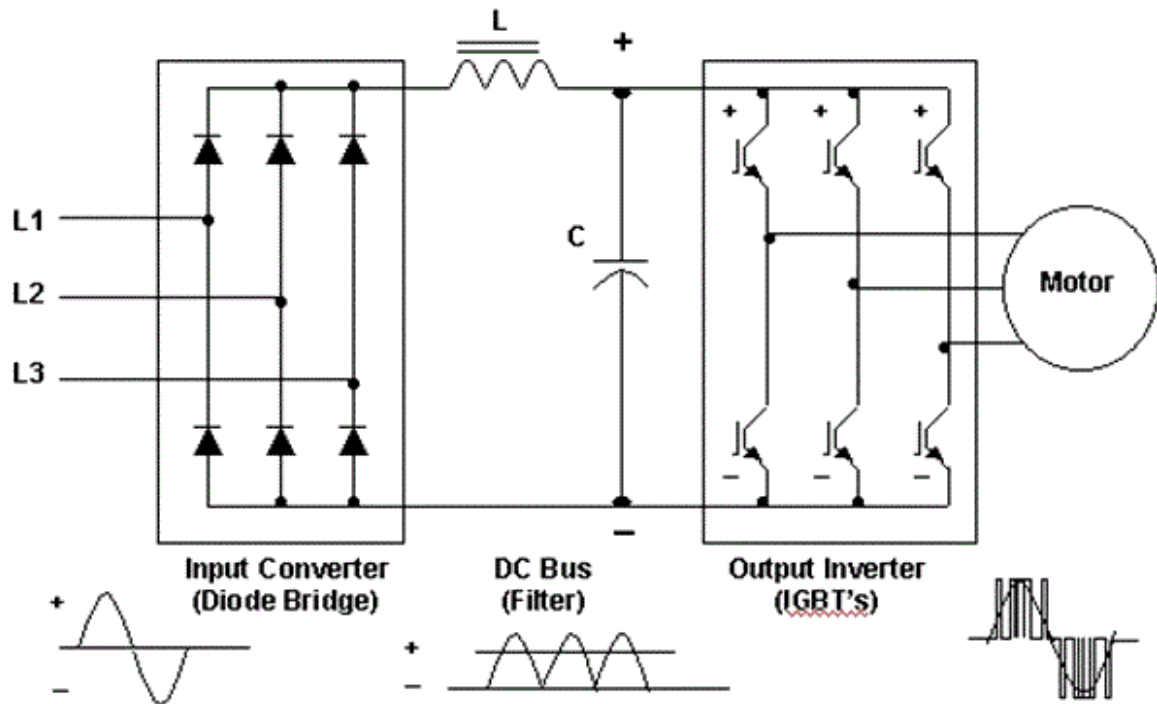 L
+
+ + +
L1
C
L2
Motor
L3
– – –
–
Input Converter
(Diode Bridge)
DC Bus
(Filter)
Output Inverter
(IGBT's)
+
–
+
–